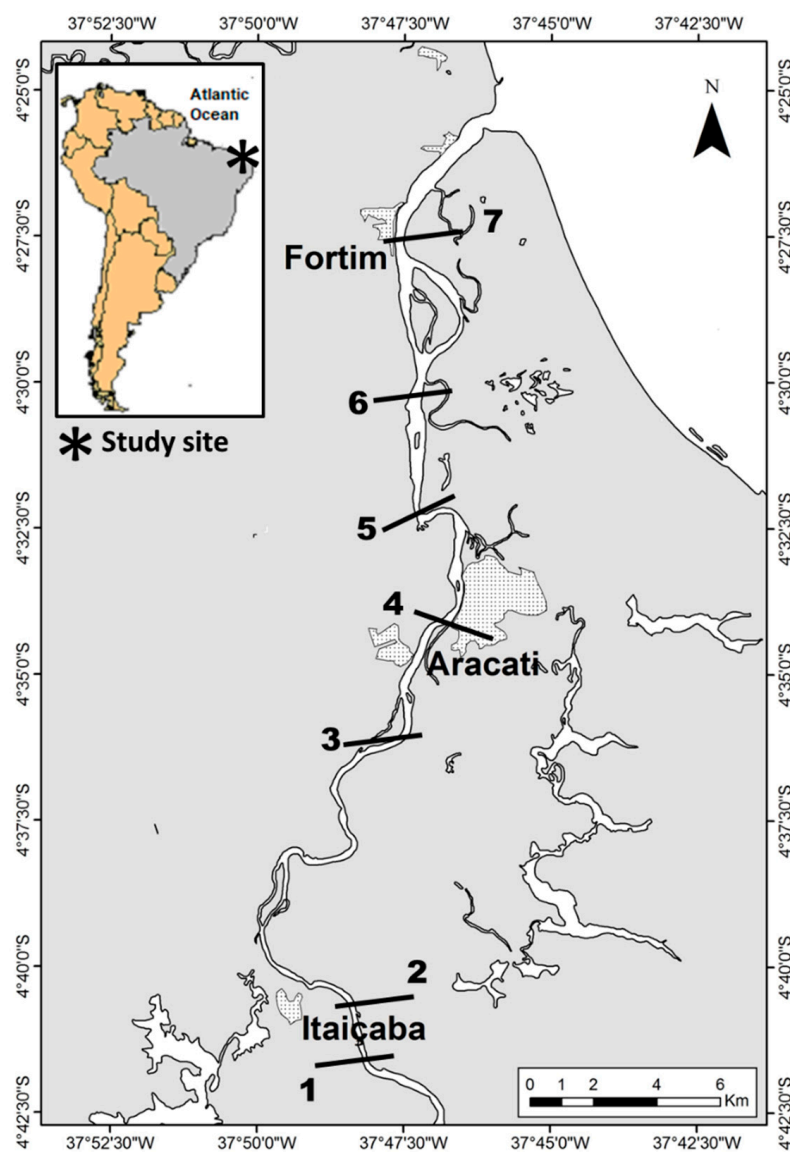 37°52'30"W 37°50'0"W 37°47'30"W 37°45'0"W 37°42'30"W
4°25'0"S 4°25'0"S
Atlantic
Ocean
N
7
4°27'30"S 4°27'30"S
Fortim
4°30'0"S 4°30'0"S
6
Study site
5
4°32'30"S 4°32'30"S
4
Aracati
4°35'0"S 4°35'0"S
3
4°37'30"S 4°37'30"S
2
4°40'0"S 4°40'0"S
Itaiçaba
1
0 1 2 4 6
Km
4°42'30"S 4°42'30"S
37°52'30"W 37°50'0"W 37°47'30"W 37°45'0"W 37°42'30"W